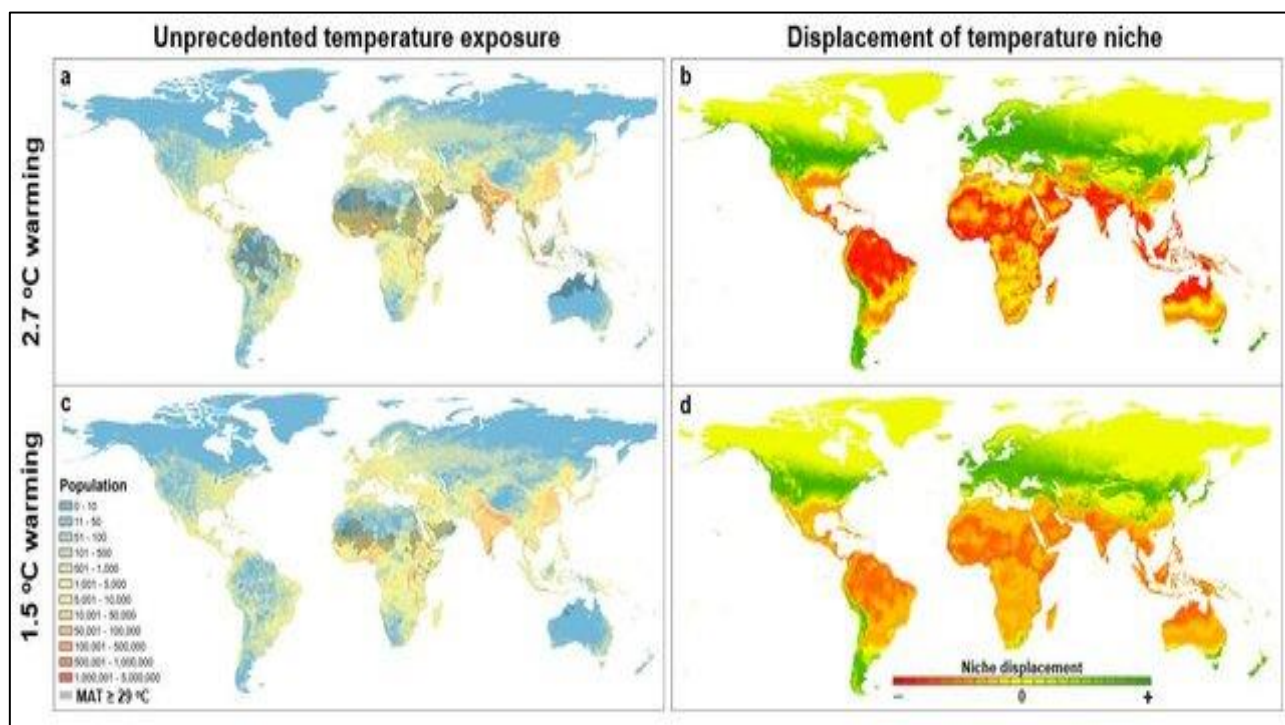 Unprecedented temperature exposure
Displacement of temperature niche
2.7 ºC warming
a
b
1.5 ºC warming
c
d
Population
0 - 10
11 - 50
51 - 100
101 - 500
501 - 1,000
1,001 - 5,000
5,001 - 10,000
10,001 - 50,000
50,001 - 100,000
100,001 - 500,000
500,001 - 1,000,000
1,000,001 - 5,000,000
MAT ≥ 29 ºC
Niche displacement
– 0 +